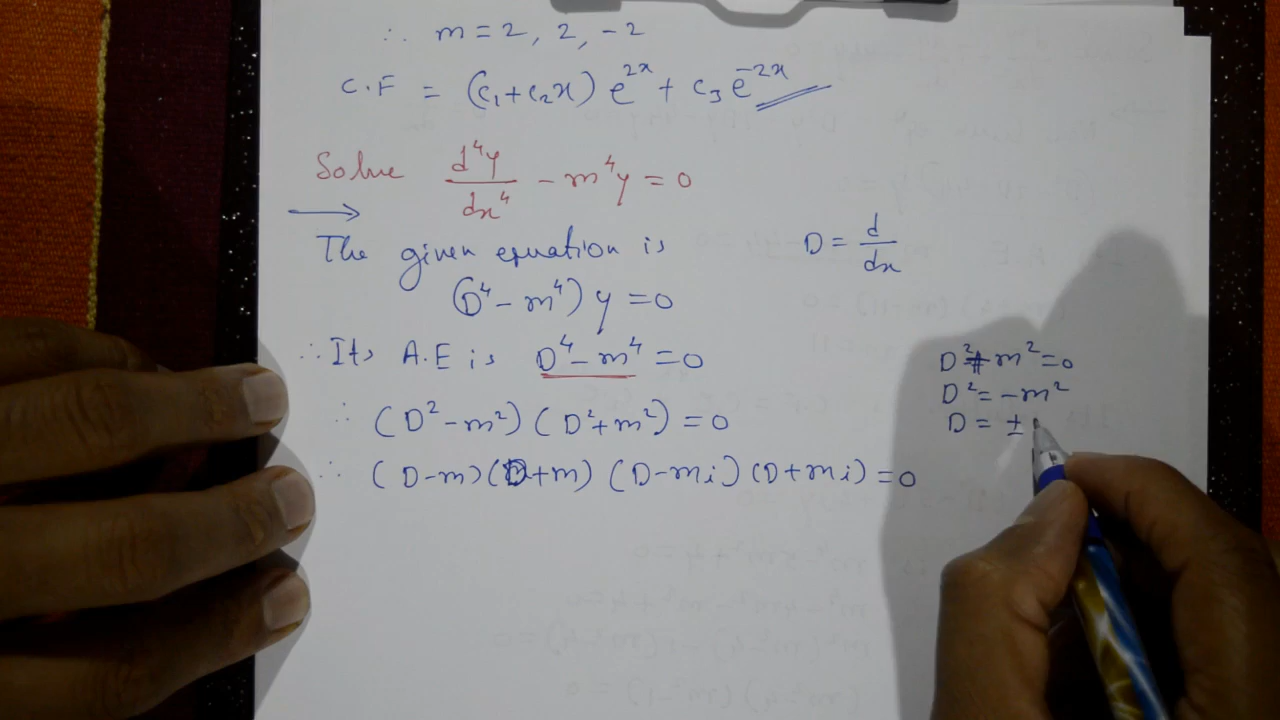 ∴ m = 2, 2, -2
C.F = (c₁+c₂x) e²ˣ + c₃ e⁻²ˣ
Solve d⁴y/dx⁴ - m⁴y = 0
The given equation is
D = d/dx
(D⁴ - m⁴) y = 0
∴ Its A.E is D⁴ - m⁴ = 0
∴ (D² - m²) (D² + m²) = 0
∴ (D - m) (D + m) (D - mi) (D + mi) = 0
D² + m² = 0
D² = - m²
D = ±